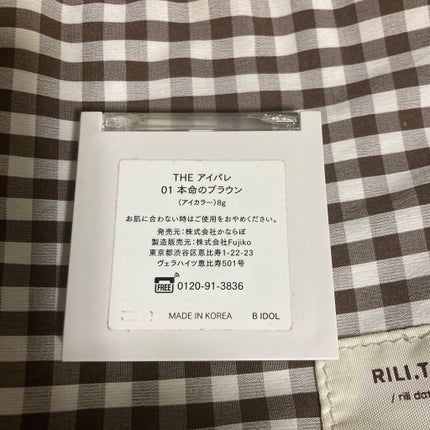 THE アイパレ
01 本命のブラウン
〈アイカラー〉8g
お肌に合わない時はご使用をおやめください。
発売元：株式会社かならぼ
製造販売元：株式会社Fujiko
東京都渋谷区恵比寿1-22-23
ヴェラハイツ恵比寿501号
FREE 0120-91-3836
MADE IN KOREA B IDOL
RILI.T
/ rili dat